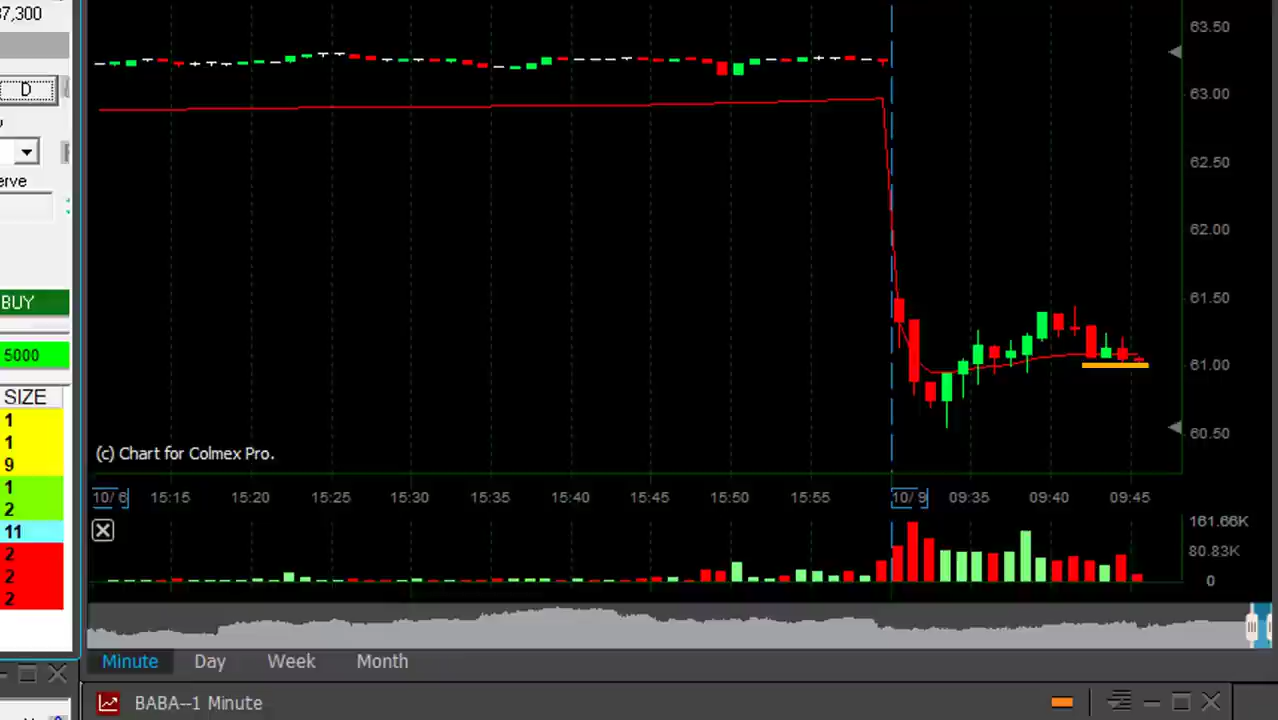 37,300
D
erve
BUY
5000
SIZE
1
1
9
1
2
11
2
2
2
63.50
63.00
62.50
62.00
61.50
61.00
60.50
(c) Chart for Colmex Pro.
10/ 6 15:15 15:20 15:25 15:30 15:35 15:40 15:45 15:50 15:55 10/ 9 09:35 09:40 09:45
161.66K
80.83K
0
Minute Day Week Month
BABA--1 Minute